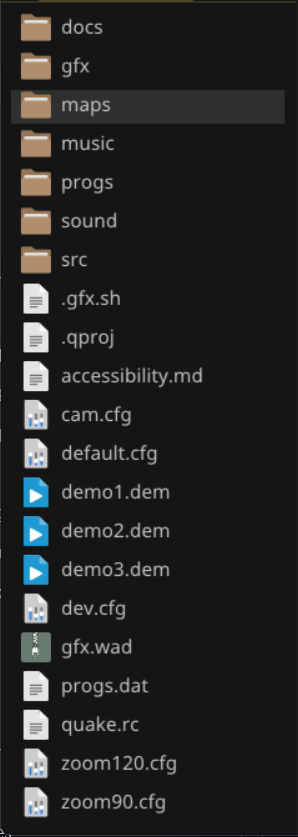 docs
gfx
maps
music
progs
sound
src
.gfx.sh
.qproj
accessibility.md
cam.cfg
default.cfg
demo1.dem
demo2.dem
demo3.dem
dev.cfg
gfx.wad
progs.dat
quake.rc
zoom120.cfg
zoom90.cfg